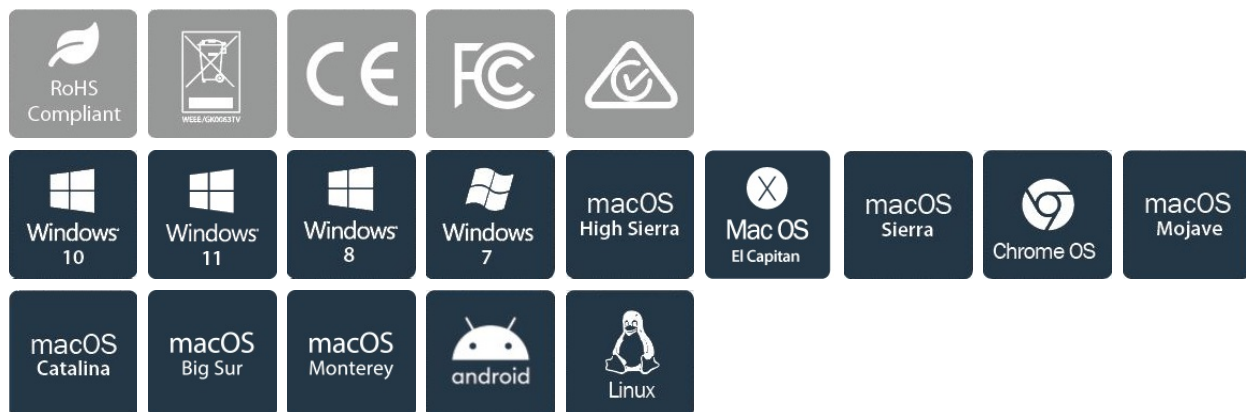 RoHS
Compliant
WEEE/GK0063TV
CE
FC
Windows
10
Windows
11
Windows
8
Windows
7
macOS
High Sierra
X
Mac OS
El Capitan
macOS
Sierra
Chrome OS
macOS
Mojave
macOS
Catalina
macOS
Big Sur
macOS
Monterey
android
Linux